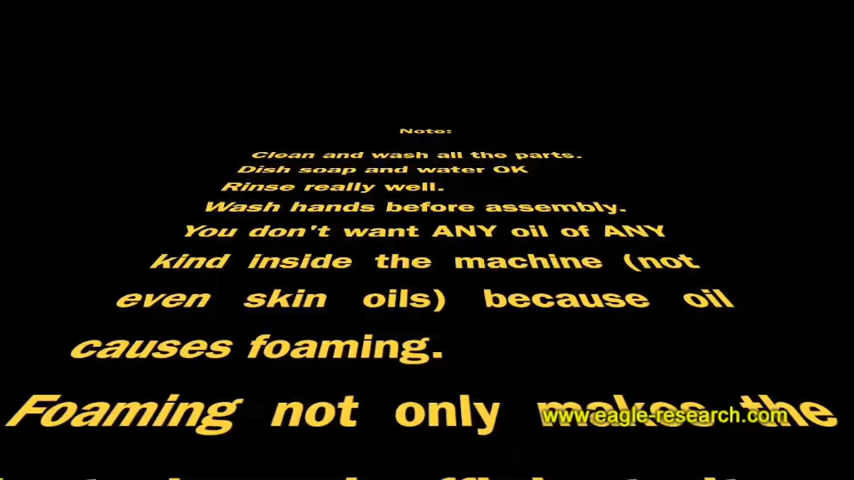 Note:
Clean and wash all the parts.
Dish soap and water OK
Rinse really well.
Wash hands before assembly.
You don't want ANY oil of ANY
kind inside the machine (not
even skin oils) because oil
causes foaming.
Foaming not only makes the
www.eagle-research.com